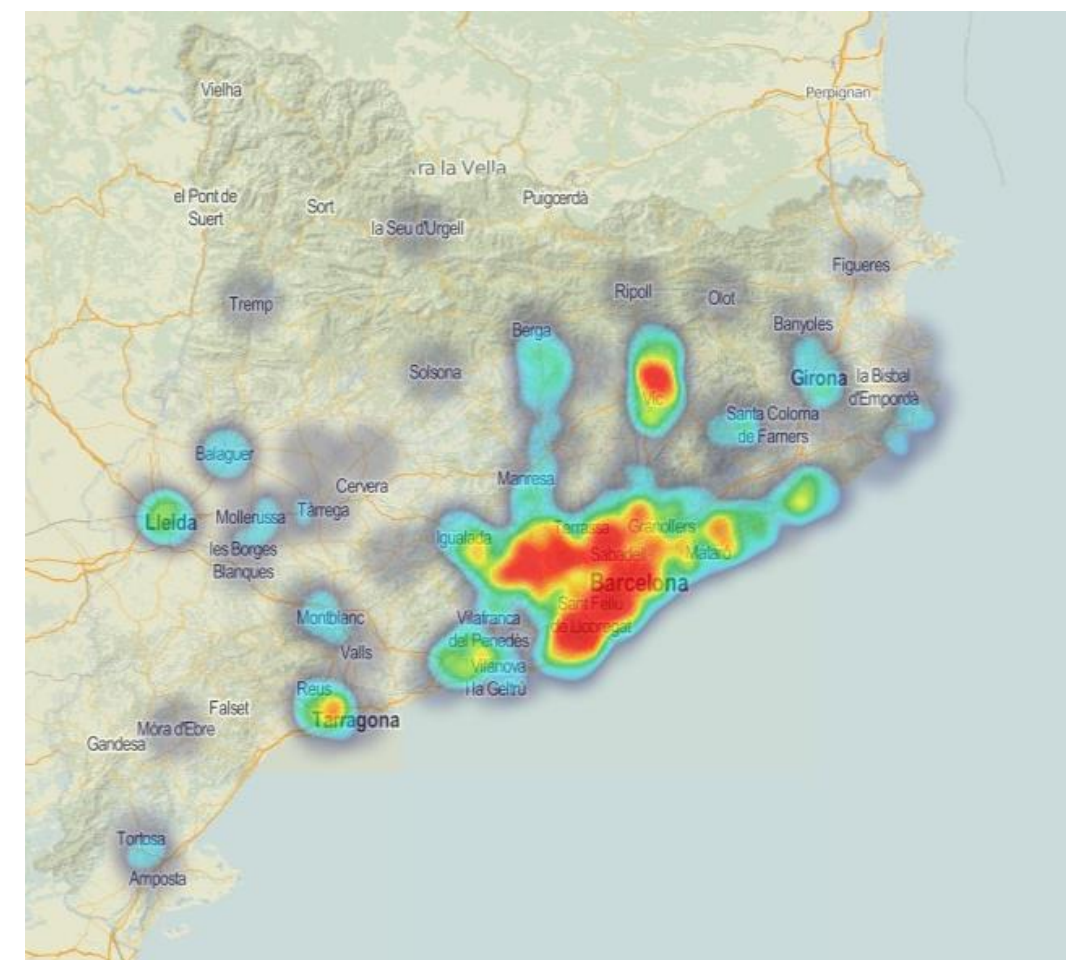 Vielha
Perpignan
ra la Vella
el Pont de
Suert
Sort
Puigcerdà
la Seu d'Urgell
Figueres
Tremp
Ripoll
Olot
Berga
Banyoles
Solsona
Girona
la Bisbal
d'Empordà
Vic
Santa Coloma
de Farners
Balaguer
Manresa
Cervera
Lleida
Mollerussa
Tàrrega
Igualada
Terrassa
Granollers
les Borges
Blanques
Sabadell
Mataró
Barcelona
Montblanc
Vilafranca
del Penedès
Sant Feliu
de Llobregat
Valls
Vilanova
i la Geltrú
Reus
Tarragona
Falset
Móra d'Ebre
Gandesa
Tortosa
Amposta